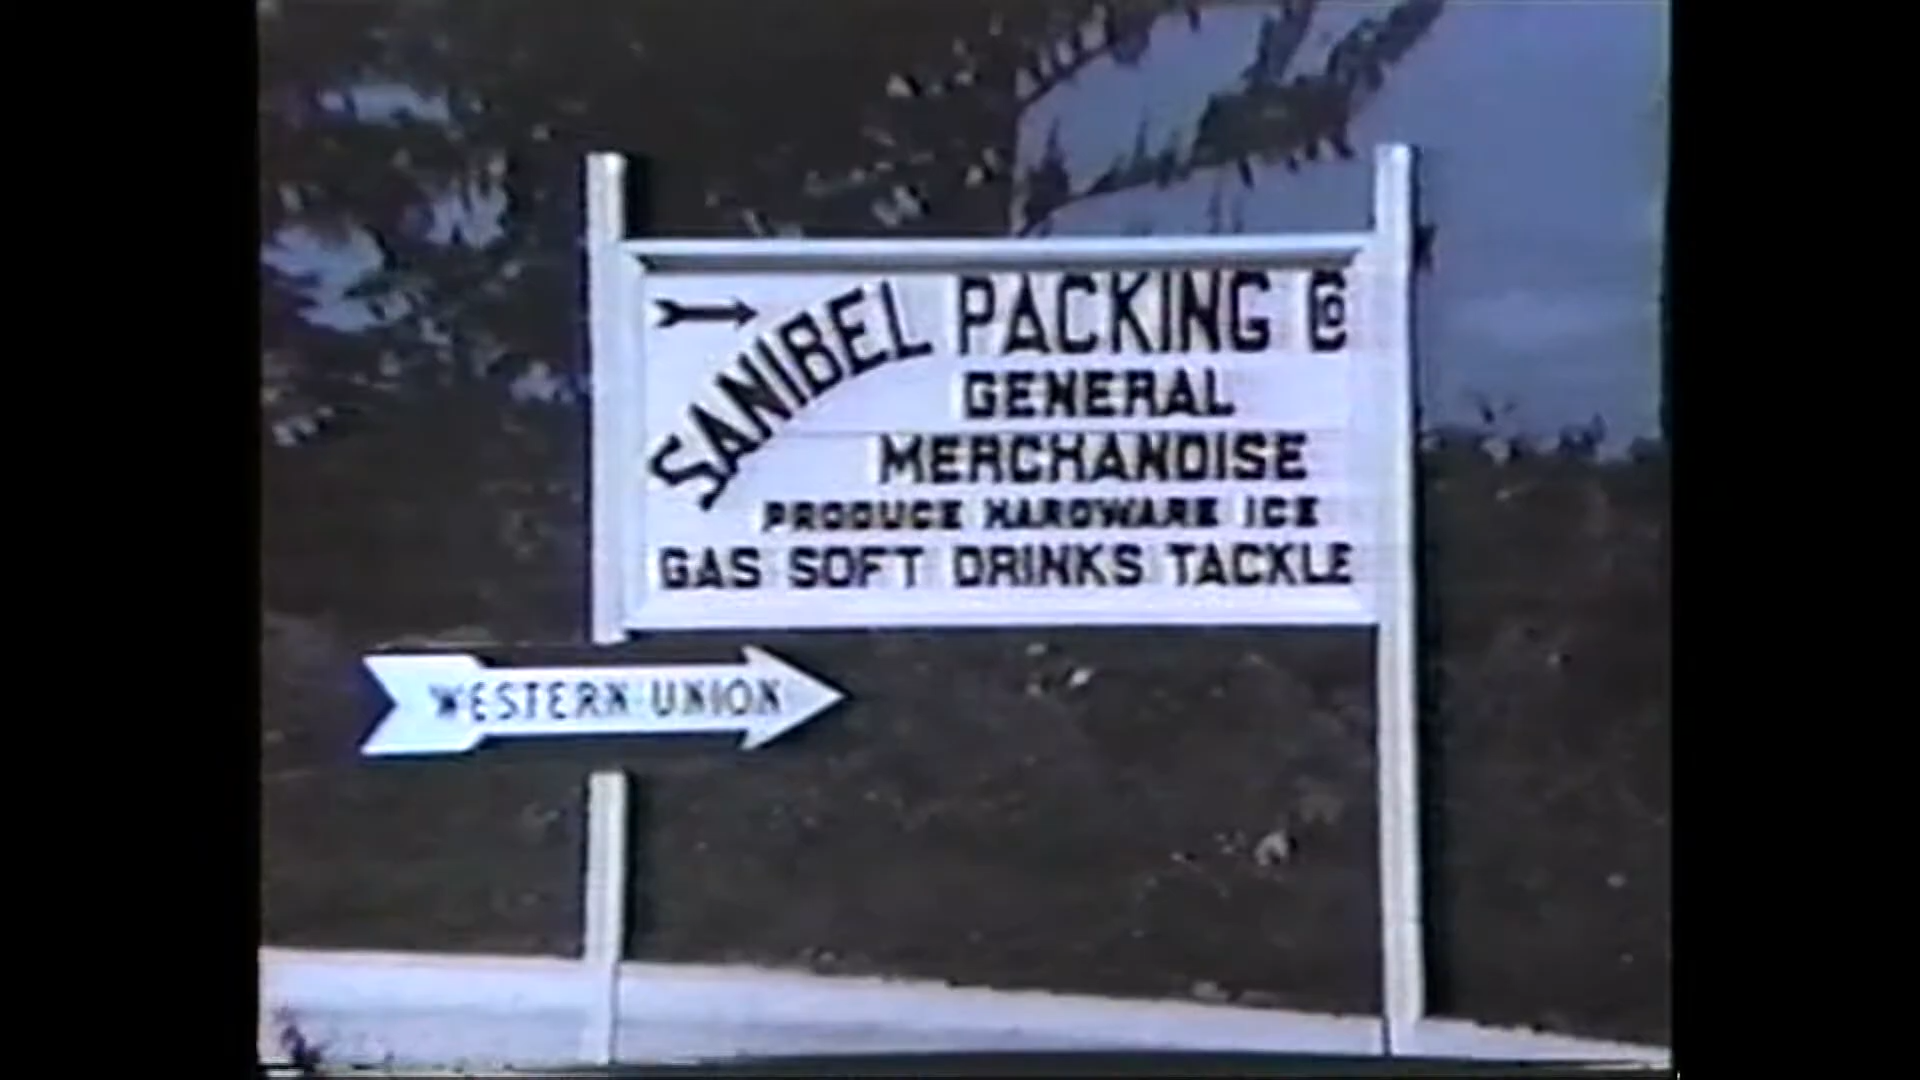 SANIBEL PACKING CO
GENERAL
MERCHANDISE
PRODUCE HARDWARE ICE
GAS SOFT DRINKS TACKLE
WESTERN UNION